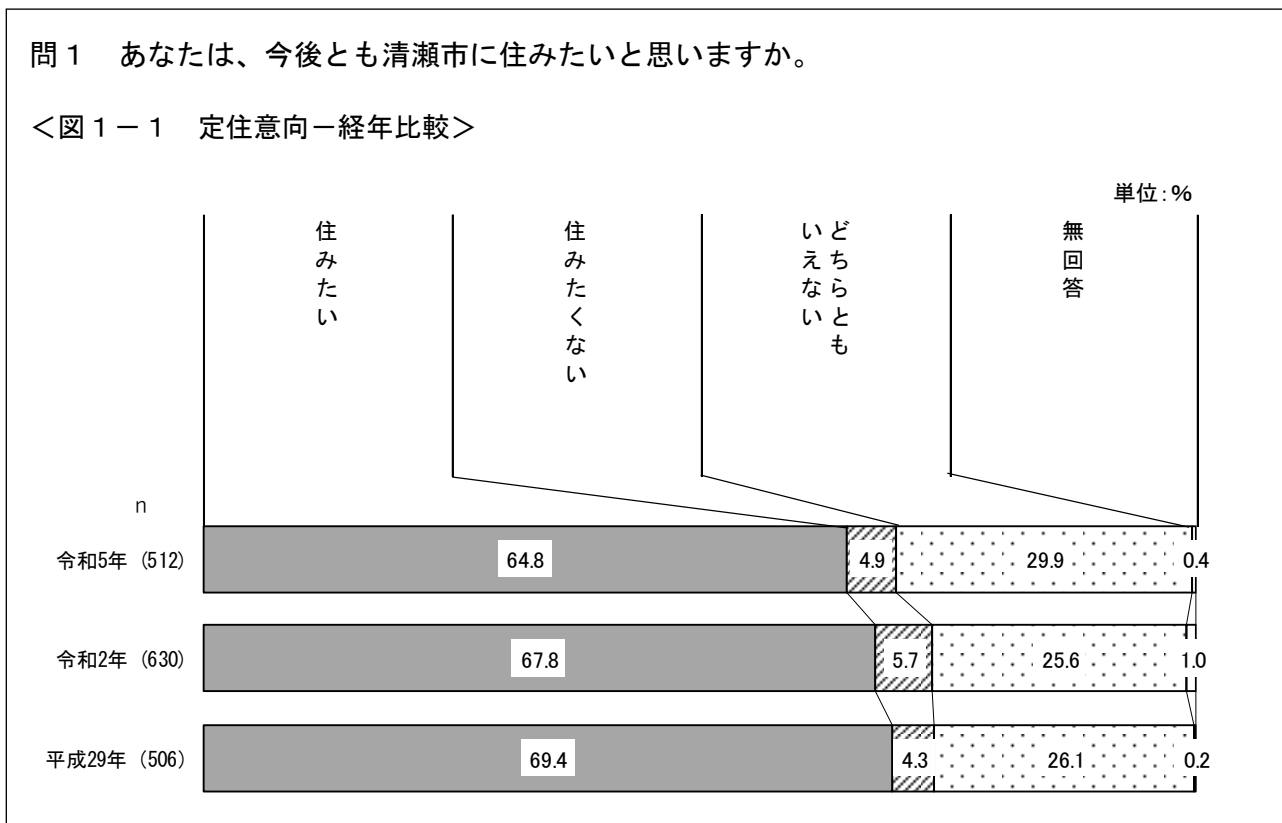 問１　あなたは、今後とも清瀬市に住みたいと思いますか。
＜図１－１　定住意向－経年比較＞
単位：％
住みたい
住みたくない
どちらとも
いえない
無回答
n
令和5年 (512)
64.8
4.9
29.9
0.4
令和2年 (630)
67.8
5.7
25.6
1.0
平成29年 (506)
69.4
4.3
26.1
0.2